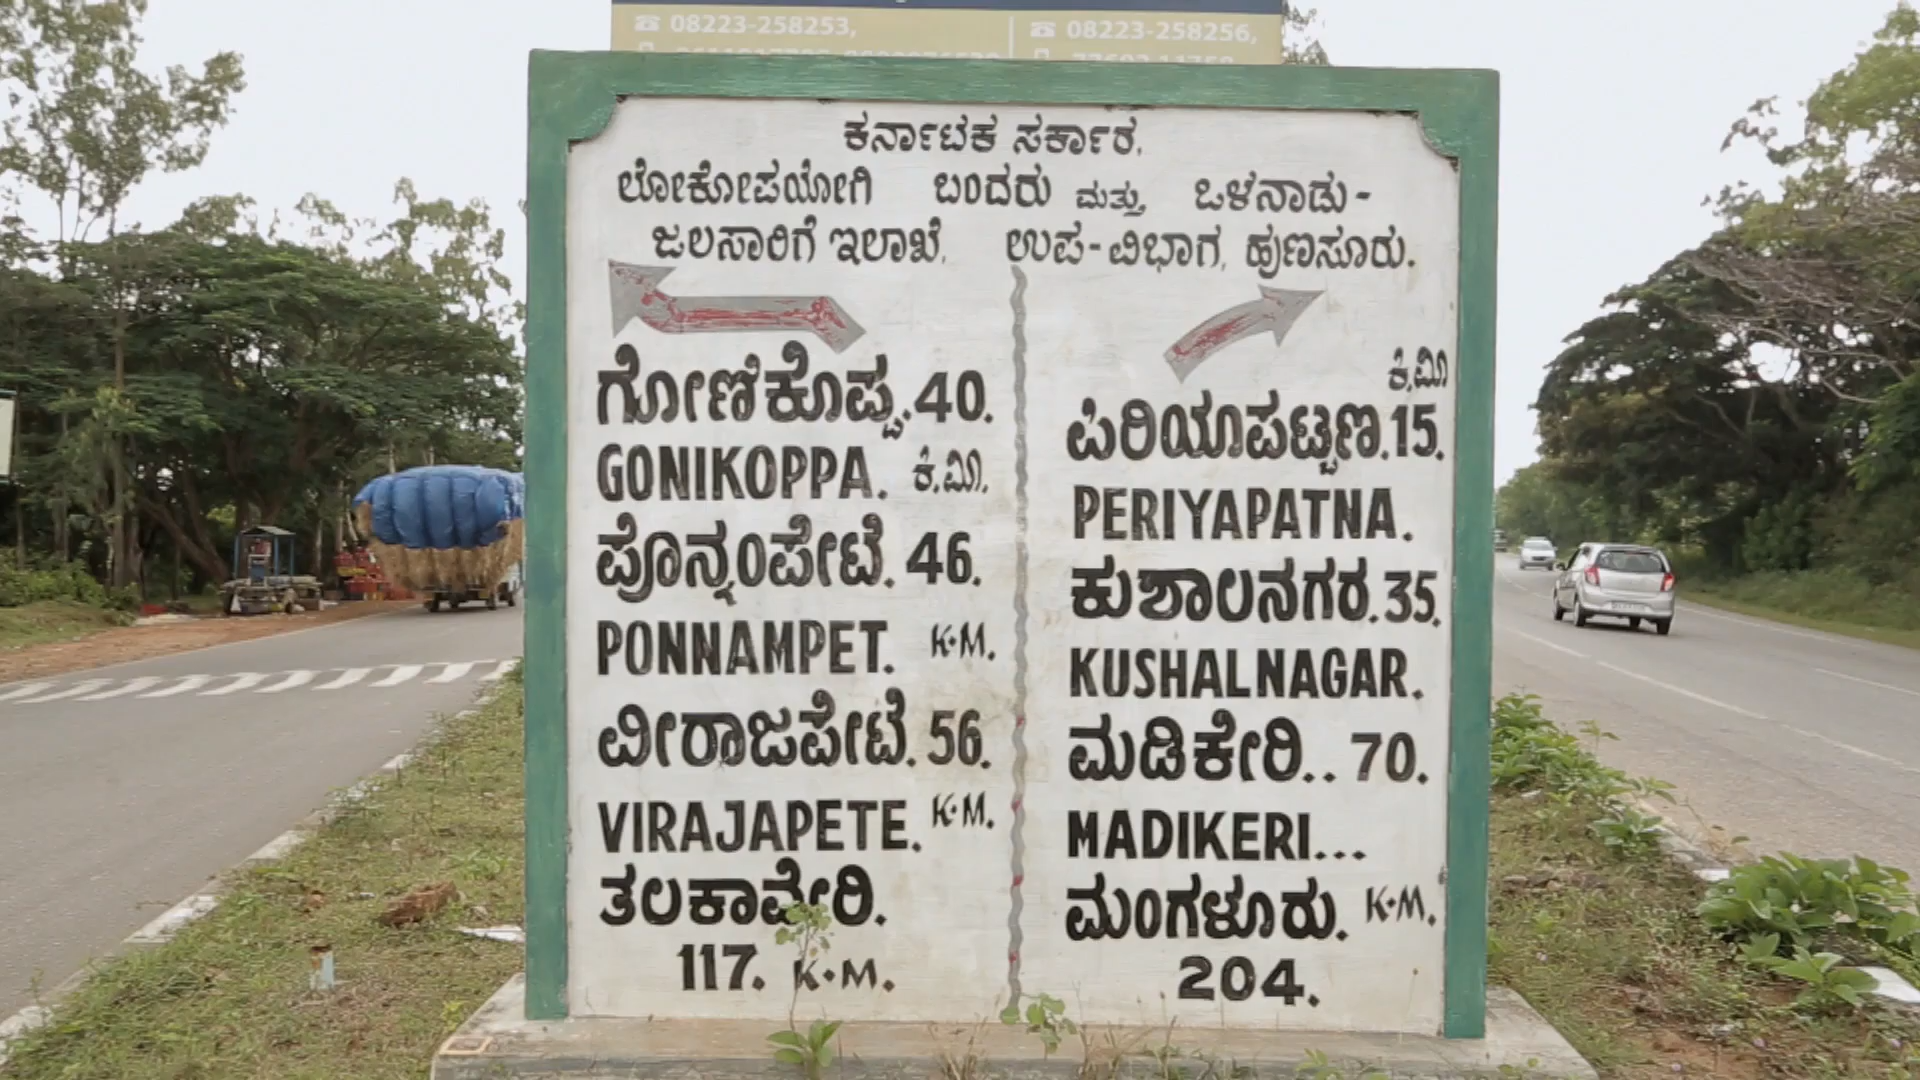 08223-258253,
08223-258256,
ಕರ್ನಾಟಕ ಸರ್ಕಾರ.
ಲೋಕೋಪಯೋಗಿ ಬಂದರು ಮತ್ತು ಒಳನಾಡು-
ಜಲಸಾರಿಗೆ ಇಲಾಖೆ. ಉಪ-ವಿಭಾಗ, ಹುಣಸೂರು.
ಗೋಣಿಕೊಪ್ಪ.40.
GONIKOPPA. ಕಿ.ಮೀ.
ಪೊನ್ನಂಪೇಟೆ. 46.
PONNAMPET. K.M.
ವೀರಾಜಪೇಟೆ. 56.
VIRAJAPETE. K.M.
ತಲಕಾವೇರಿ.
117. K.M.
ಕಿ.ಮೀ
ಪಿರಿಯಾಪಟ್ಟಣ.15.
PERIYAPATNA.
ಕುಶಾಲನಗರ.35.
KUSHALNAGAR.
ಮಡಿಕೇರಿ.. 70.
MADIKERI...
ಮಂಗಳೂರು. K.M.
204.